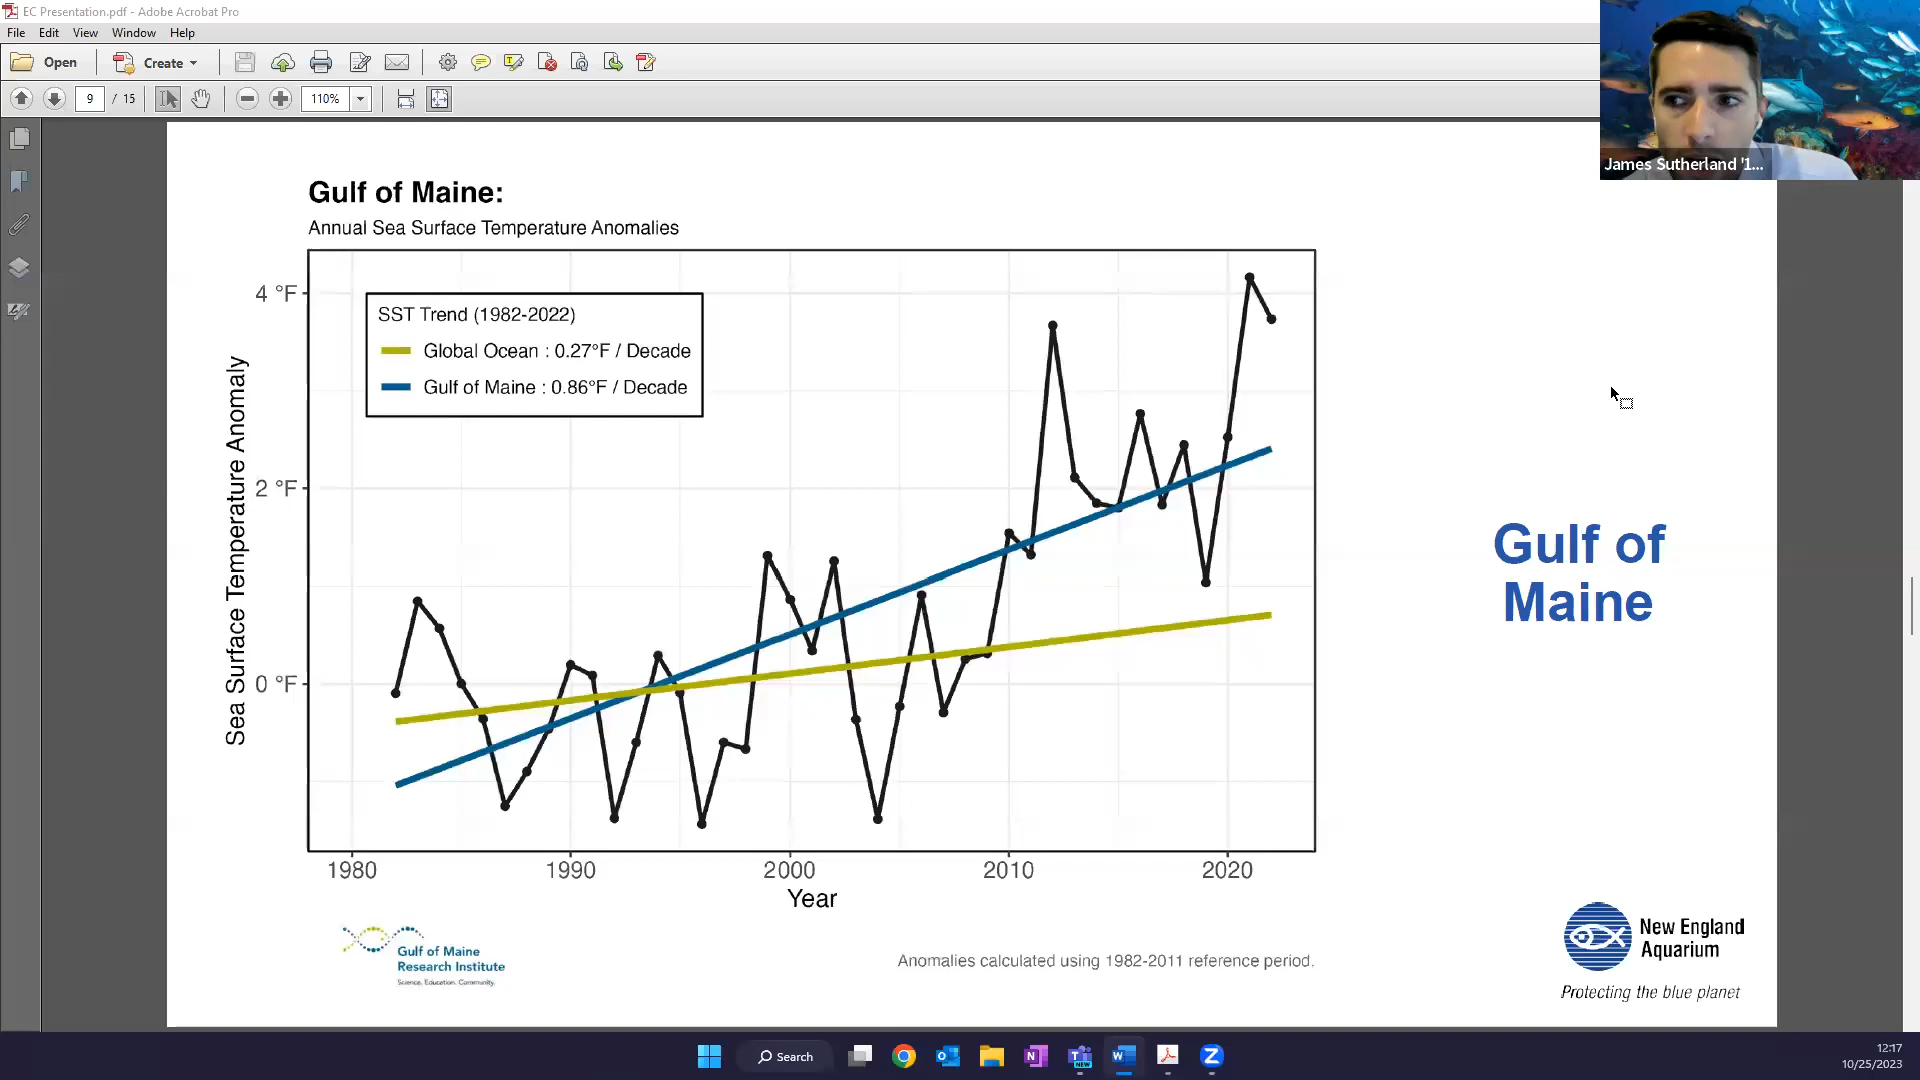 EC Presentation.pdf - Adobe Acrobat Pro
File Edit View Window Help
Open Create
9 / 15 110%
James Sutherland '1...
Gulf of Maine:
Annual Sea Surface Temperature Anomalies
4 °F
2 °F
0 °F
Sea Surface Temperature Anomaly
SST Trend (1982-2022)
Global Ocean : 0.27°F / Decade
Gulf of Maine : 0.86°F / Decade
1980 1990 2000 2010 2020
Year
Gulf of
Maine
Gulf of Maine
Research Institute
Science. Education. Community.
Anomalies calculated using 1982-2011 reference period.
New England
Aquarium
Protecting the blue planet
Search
NEW
12:17
10/25/2023